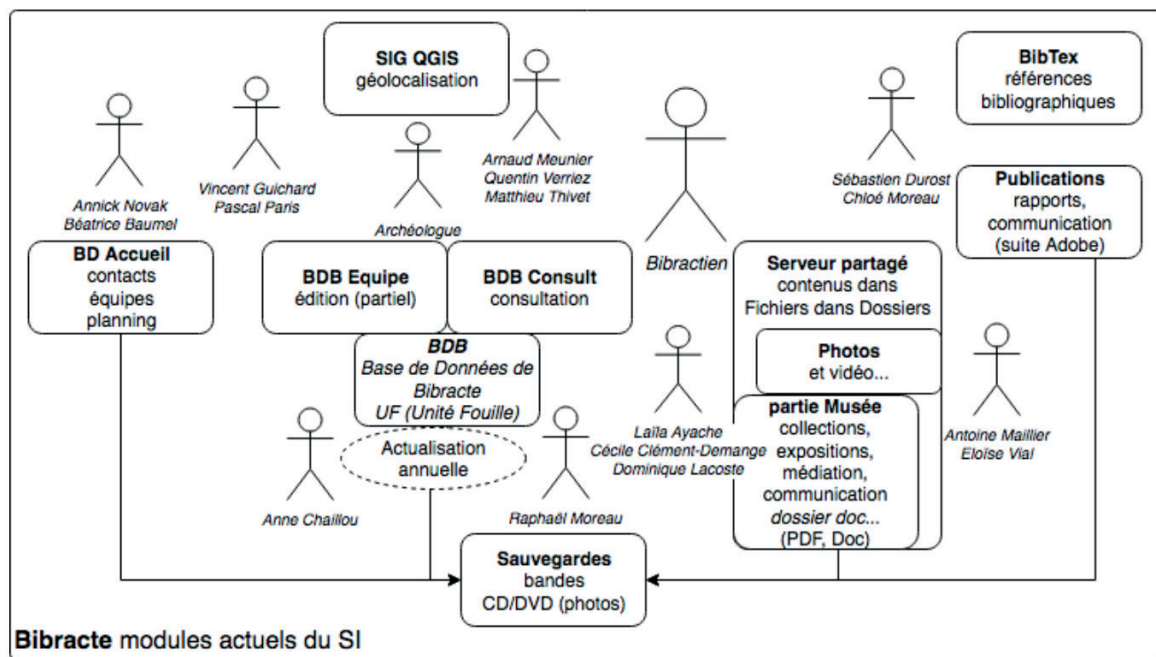 SIG QGIS
géolocalisation
BibTex
références
bibliographiques
Annick Novak
Béatrice Baumel
Vincent Guichard
Pascal Paris
Archéologue
Arnaud Meunier
Quentin Verriez
Matthieu Thivet
Bibractien
Sébastien Durost
Chloé Moreau
Publications
rapports,
communication
(suite Adobe)
BD Accueil
contacts
équipes
planning
BDB Equipe
édition (partiel)
BDB Consult
consultation
BDB
Base de Données de
Bibracte
UF (Unité Fouille)
Actualisation
annuelle
Serveur partagé
contenus dans
Fichiers dans Dossiers
Photos
et vidéo...
partie Musée
collections,
expositions,
médiation,
communication
dossier doc...
(PDF, Doc)
Anne Chaillou
Raphaël Moreau
Laïla Ayache
Cécile Clément-Demange
Dominique Lacoste
Antoine Maillier
Eloïse Vial
Sauvegardes
bandes
CD/DVD (photos)
Bibracte modules actuels du SI